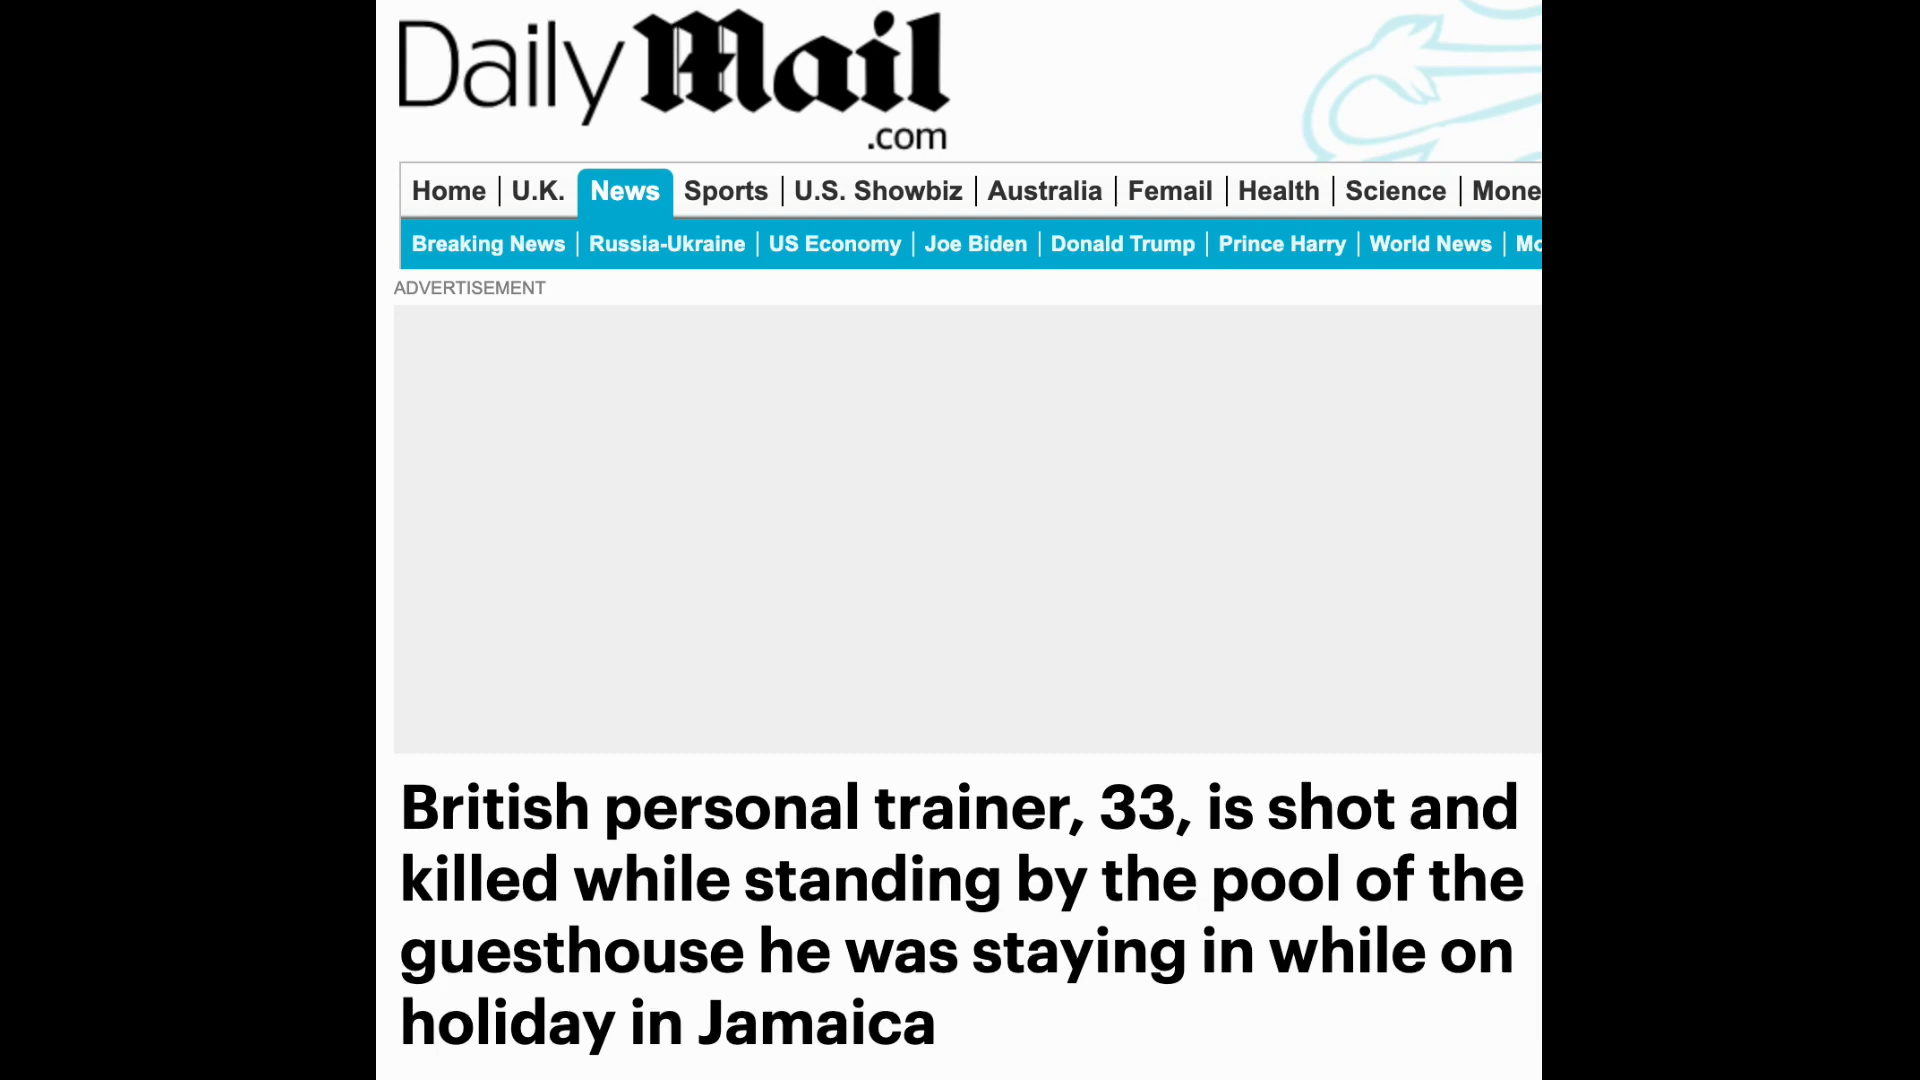 Daily Mail
.com
Home U.K. News Sports U.S. Showbiz Australia Femail Health Science Mone
Breaking News Russia-Ukraine US Economy Joe Biden Donald Trump Prince Harry World News Mo
ADVERTISEMENT
British personal trainer, 33, is shot and
killed while standing by the pool of the
guesthouse he was staying in while on
holiday in Jamaica